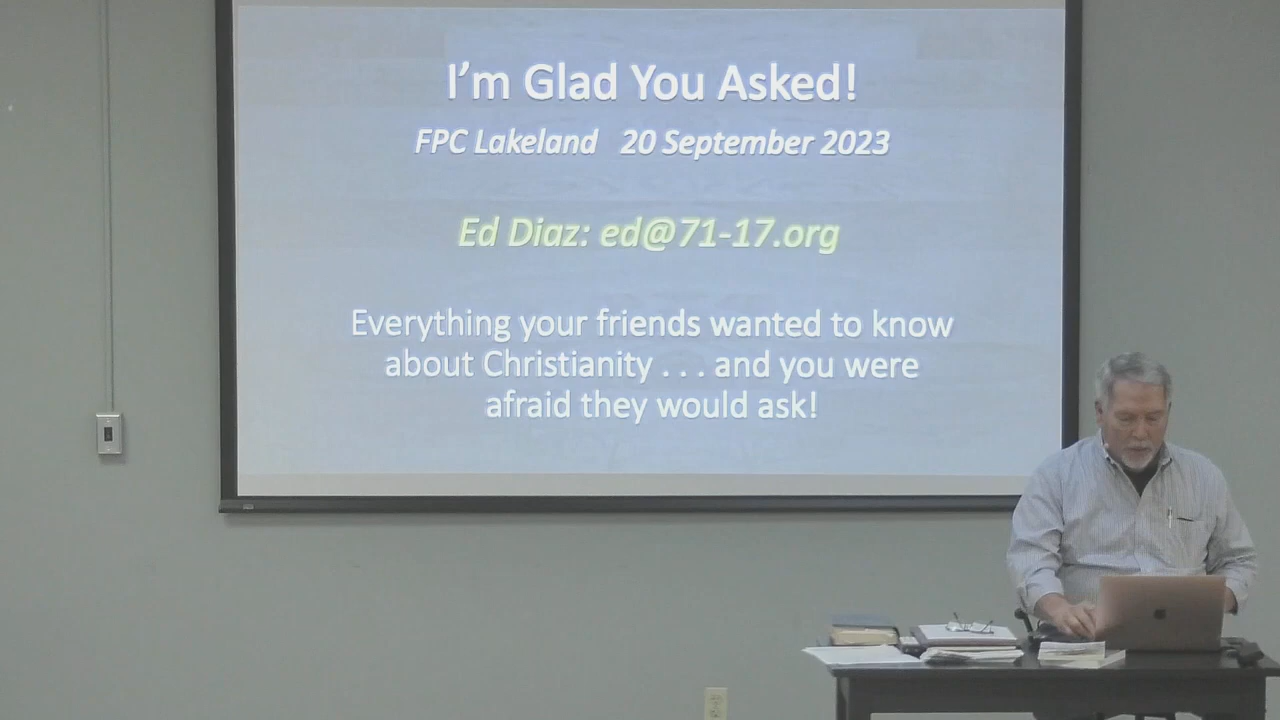 I'm Glad You Asked!
FPC Lakeland 20 September 2023
Ed Diaz: ed@71-17.org
Everything your friends wanted to know
about Christianity . . . and you were
afraid they would ask!